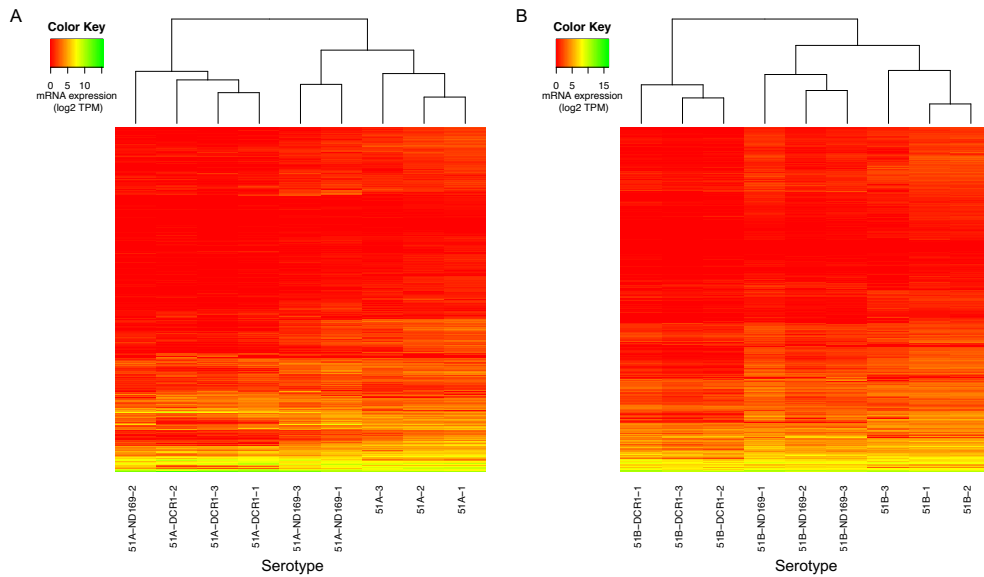 A
Color Key
0 5 10
mRNA expression
(log2 TPM)
51A-ND169-2
51A-DCR1-2
51A-DCR1-3
51A-DCR1-1
51A-ND169-3
51A-ND169-1
51A-3
51A-2
51A-1
Serotype
B
Color Key
0 5 15
mRNA expression
(log2 TPM)
51B-DCR1-1
51B-DCR1-3
51B-DCR1-2
51B-ND169-1
51B-ND169-2
51B-ND169-3
51B-3
51B-1
51B-2
Serotype